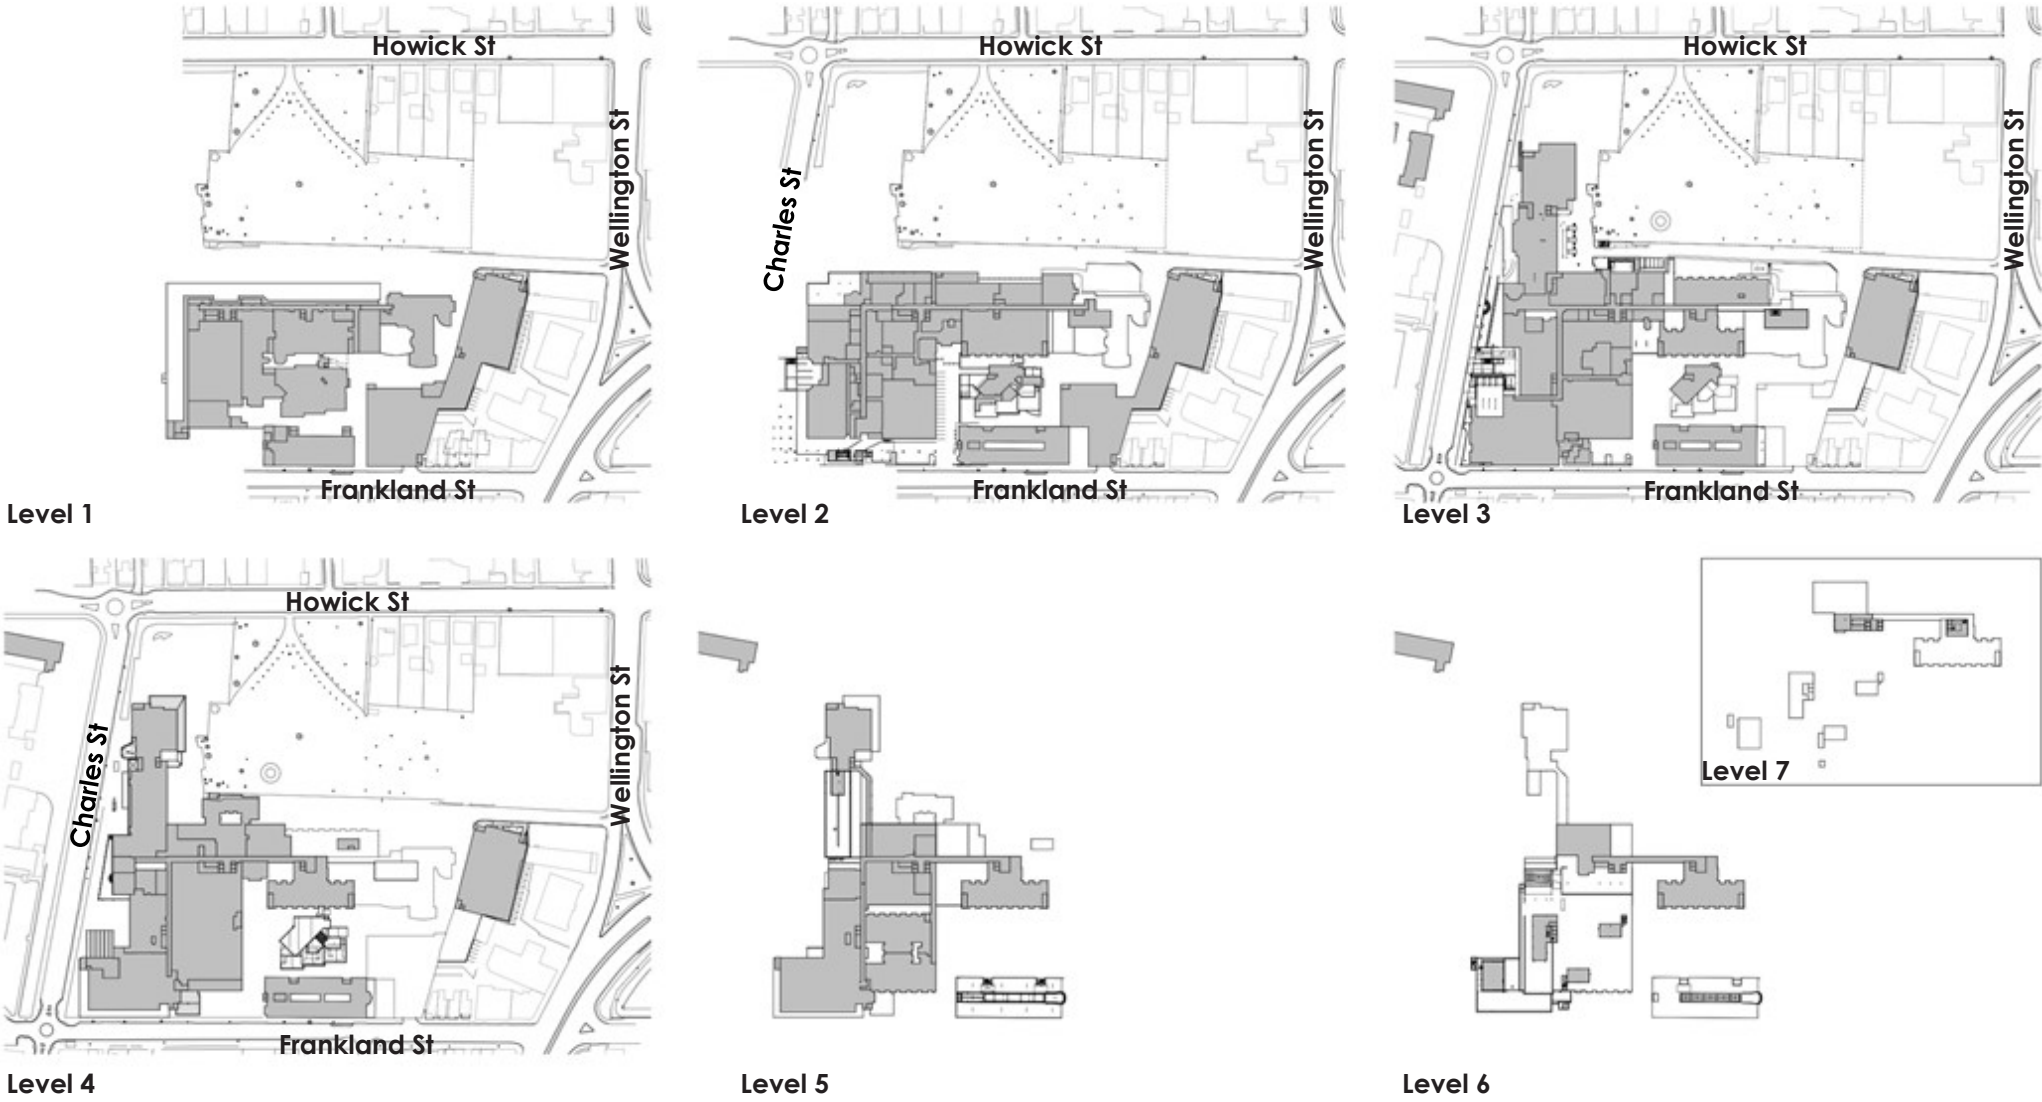 Howick St
Wellington St
Frankland St
Level 1
Howick St
Charles St
Wellington St
Frankland St
Level 2
Howick St
Wellington St
Frankland St
Level 3
Howick St
Charles St
Wellington St
Frankland St
Level 4
Level 5
Level 7
Level 6